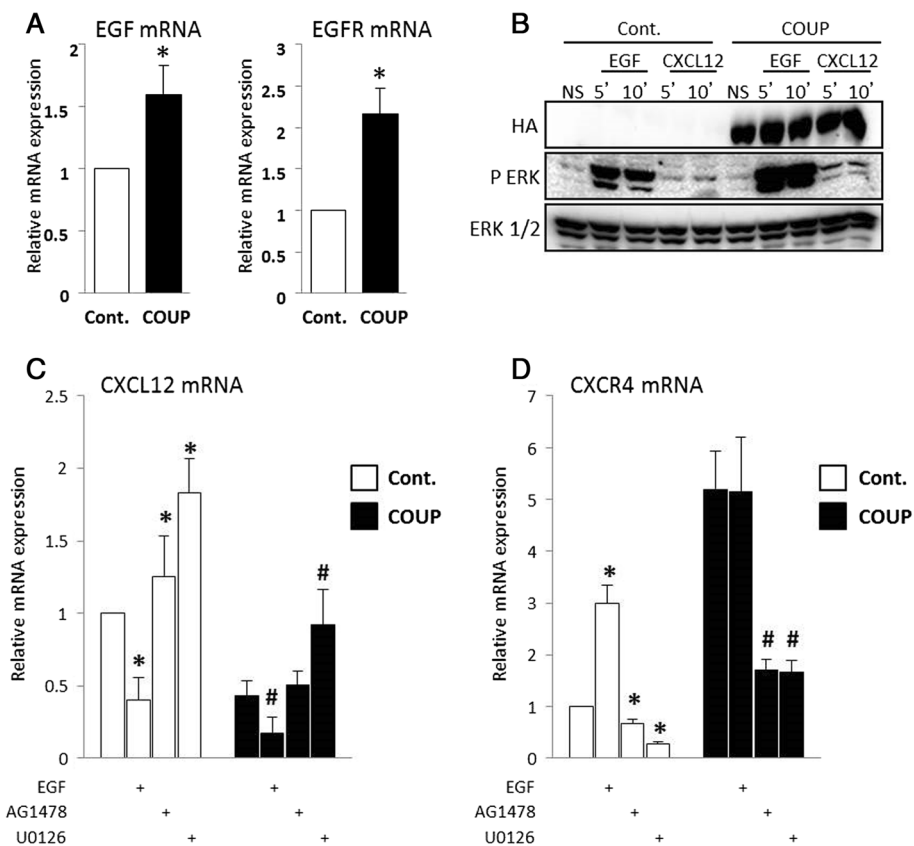 A
EGF mRNA
Relative mRNA expression
2
1.5
1
0.5
0
*
Cont. COUP
EGFR mRNA
Relative mRNA expression
3
2.5
2
1.5
1
0.5
0
*
Cont. COUP
B
Cont. COUP
EGF CXCL12 EGF CXCL12
NS 5’ 10’ 5’ 10’ NS 5’ 10’ 5’ 10’
HA
P ERK
ERK 1/2
C
CXCL12 mRNA
Relative mRNA expression
2.5
2
1.5
1
0.5
0
* * * # #
Cont.
COUP
EGF + +
AG1478 + +
U0126 + +
D
CXCR4 mRNA
Relative mRNA expression
7
6
5
4
3
2
1
0
* * * # #
Cont.
COUP
EGF + +
AG1478 + +
U0126 + +